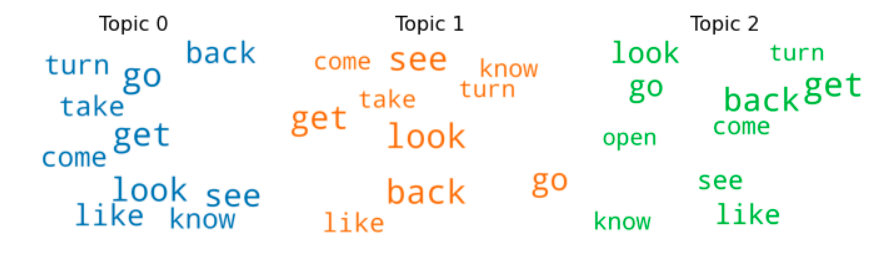 Topic 0
back
turn
go
take
get
come
look see
like know
Topic 1
come see
know
turn
take
get
look
go
back
like
Topic 2
look turn
go get
back
come
open
see
like
know